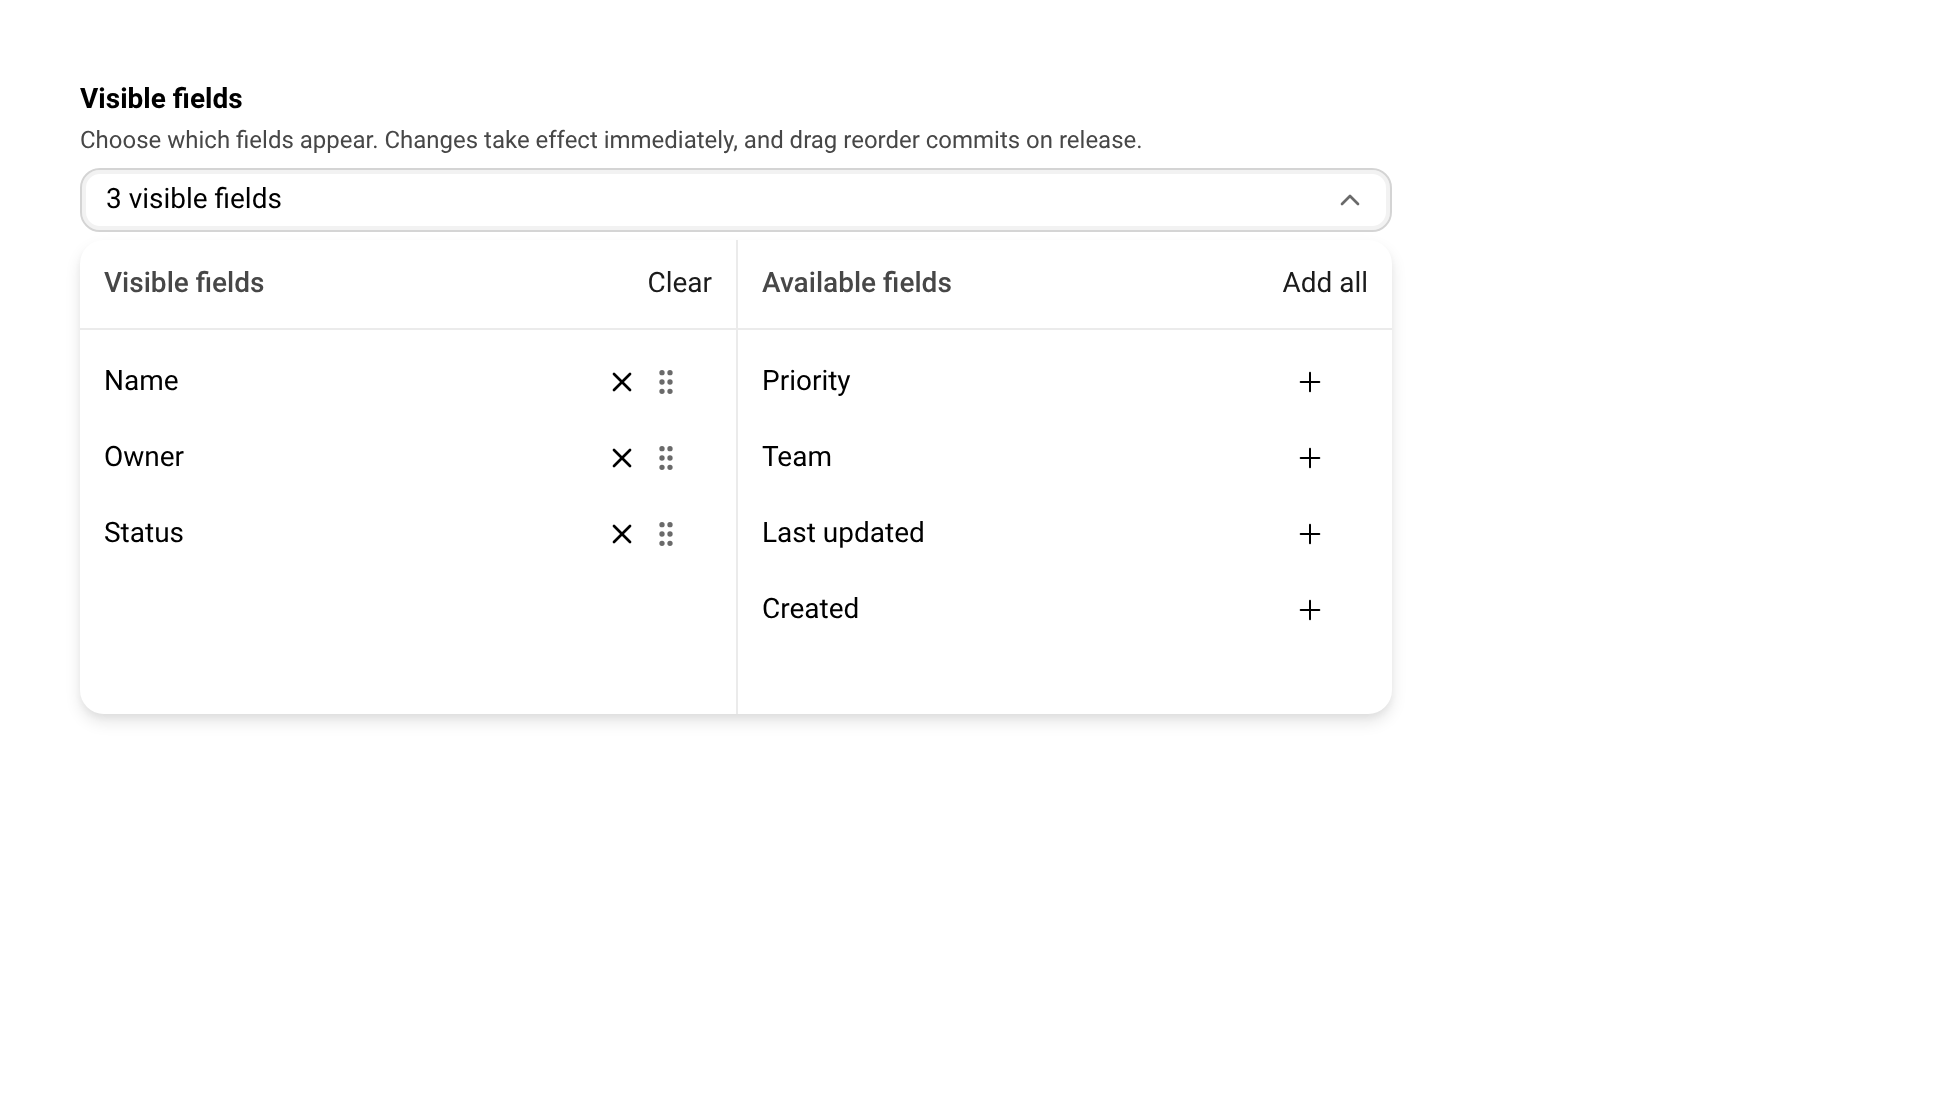 Visible fields
Choose which fields appear. Changes take effect immediately, and drag reorder commits on release.
3 visible fields
Visible fields
Clear
Name
Owner
Status
Available fields
Add all
Priority
Team
Last updated
Created